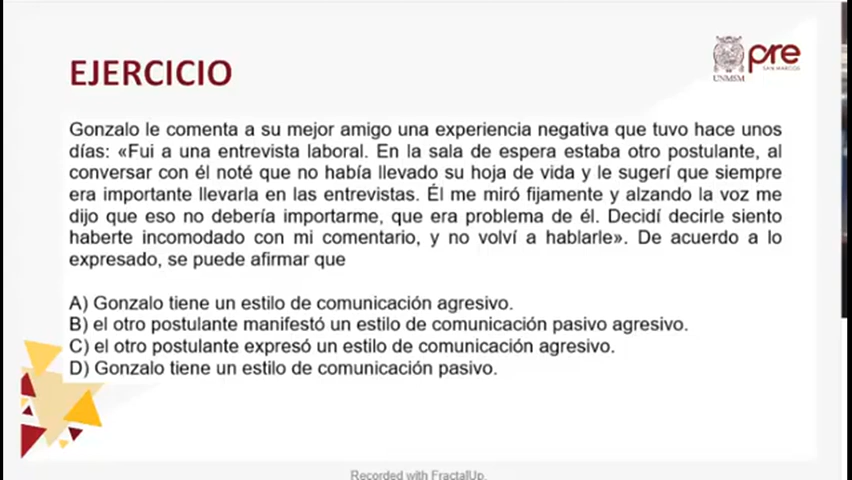 EJERCICIO
UNMSM
pre
SAN MARCOS
Gonzalo le comenta a su mejor amigo una experiencia negativa que tuvo hace unos
días: «Fui a una entrevista laboral. En la sala de espera estaba otro postulante, al
conversar con él noté que no había llevado su hoja de vida y le sugerí que siempre
era importante llevarla en las entrevistas. Él me miró fijamente y alzando la voz me
dijo que eso no debería importarme, que era problema de él. Decidí decirle siento
haberte incomodado con mi comentario, y no volví a hablarle». De acuerdo a lo
expresado, se puede afirmar que
A) Gonzalo tiene un estilo de comunicación agresivo.
B) el otro postulante manifestó un estilo de comunicación pasivo agresivo.
C) el otro postulante expresó un estilo de comunicación agresivo.
D) Gonzalo tiene un estilo de comunicación pasivo.
Recorded with FractalUp.